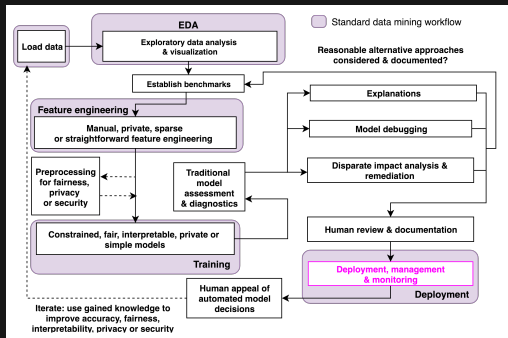 EDA
Standard data mining workflow
Load data
Exploratory data analysis
& visualization
Reasonable alternative approaches
considered & documented?
Establish benchmarks
Explanations
Feature engineering
Manual, private, sparse
or straightforward feature engineering
Model debugging
Preprocessing
for fairness,
privacy
or security
Traditional
model
assessment
& diagnostics
Disparate impact analysis &
remediation
Constrained, fair, interpretable, private or
simple models
Training
Human review & documentation
Deployment, management
& monitoring
Deployment
Human appeal of
automated model
decisions
Iterate: use gained knowledge to
improve accuracy, fairness,
interpretability, privacy or security